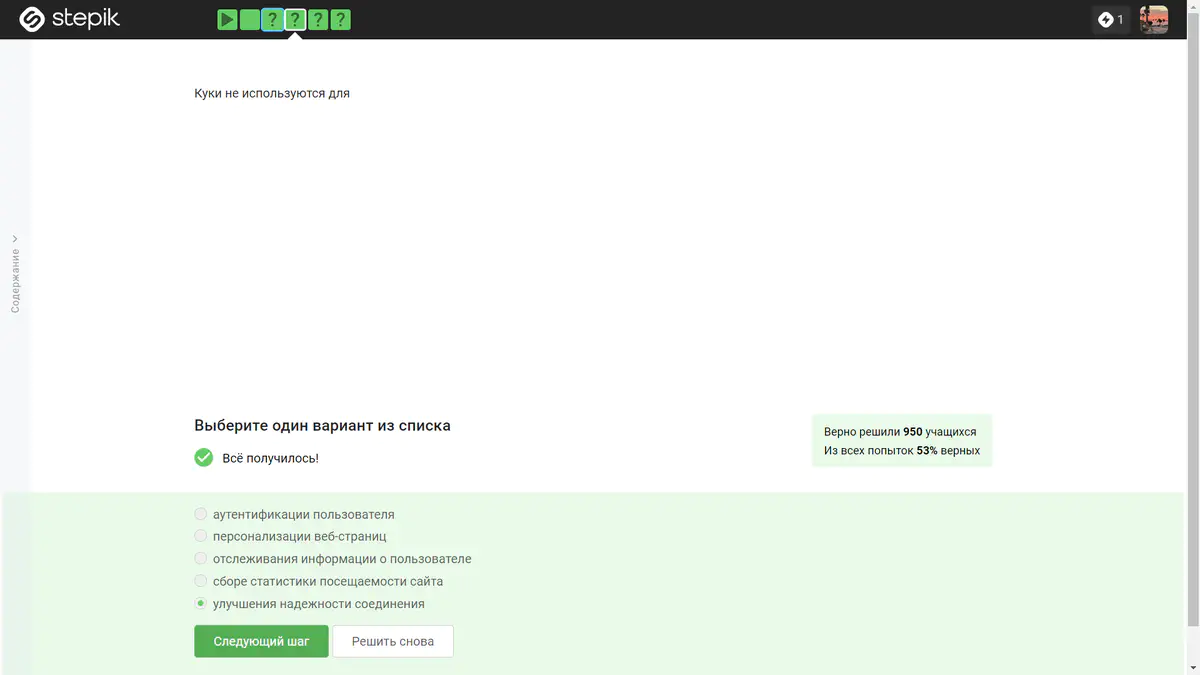 stepik
? ? ? ?
1
Содержание
Куки не используются для
Выберите один вариант из списка
Всё получилось!
Верно решили 950 учащихся
Из всех попыток 53% верных
аутентификации пользователя
персонализации веб-страниц
отслеживания информации о пользователе
сборе статистики посещаемости сайта
улучшения надежности соединения
Следующий шаг
Решить снова